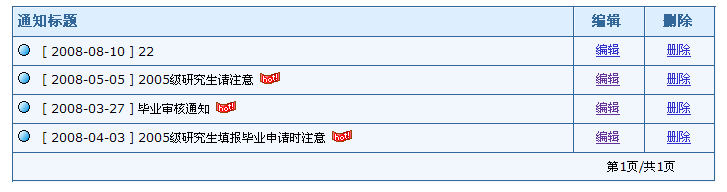 通知标题 编辑 删除
[ 2008-08-10 ] 22 编辑 删除
[ 2008-05-05 ] 2005级研究生请注意 hot! 编辑 删除
[ 2008-03-27 ] 毕业审核通知 hot! 编辑 删除
[ 2008-04-03 ] 2005级研究生填报毕业申请时注意 hot! 编辑 删除
第1页/共1页